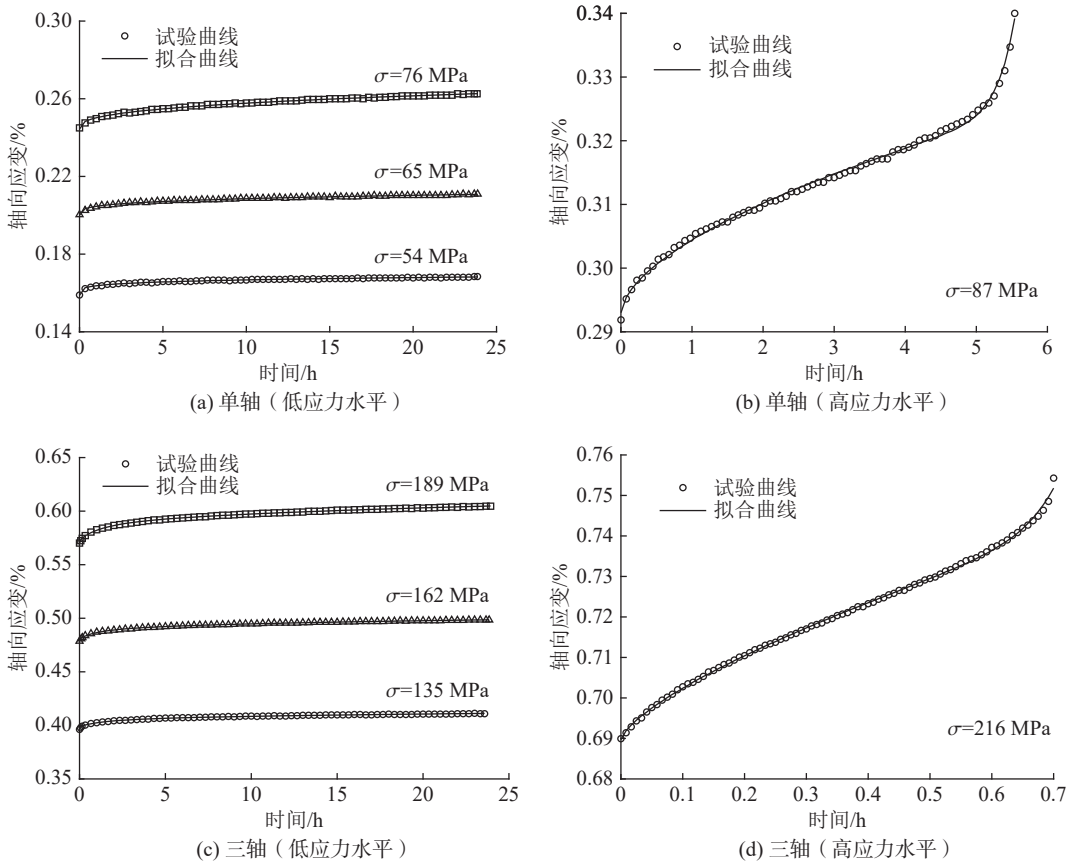 0.30
0.26
0.22
0.18
0.14
轴向应变/%
试验曲线
拟合曲线
σ=76 MPa
σ=65 MPa
σ=54 MPa
0 5 10 15 20 25
时间/h
(a) 单轴（低应力水平）
0.34
0.33
0.32
0.31
0.30
0.29
轴向应变/%
试验曲线
拟合曲线
σ=87 MPa
0 1 2 3 4 5 6
时间/h
(b) 单轴（高应力水平）
0.65
0.60
0.55
0.50
0.45
0.40
0.35
轴向应变/%
试验曲线
拟合曲线
σ=189 MPa
σ=162 MPa
σ=135 MPa
0 5 10 15 20 25
时间/h
(c) 三轴（低应力水平）
0.76
0.75
0.74
0.73
0.72
0.71
0.70
0.69
0.68
轴向应变/%
试验曲线
拟合曲线
σ=216 MPa
0 0.1 0.2 0.3 0.4 0.5 0.6 0.7
时间/h
(d) 三轴（高应力水平）